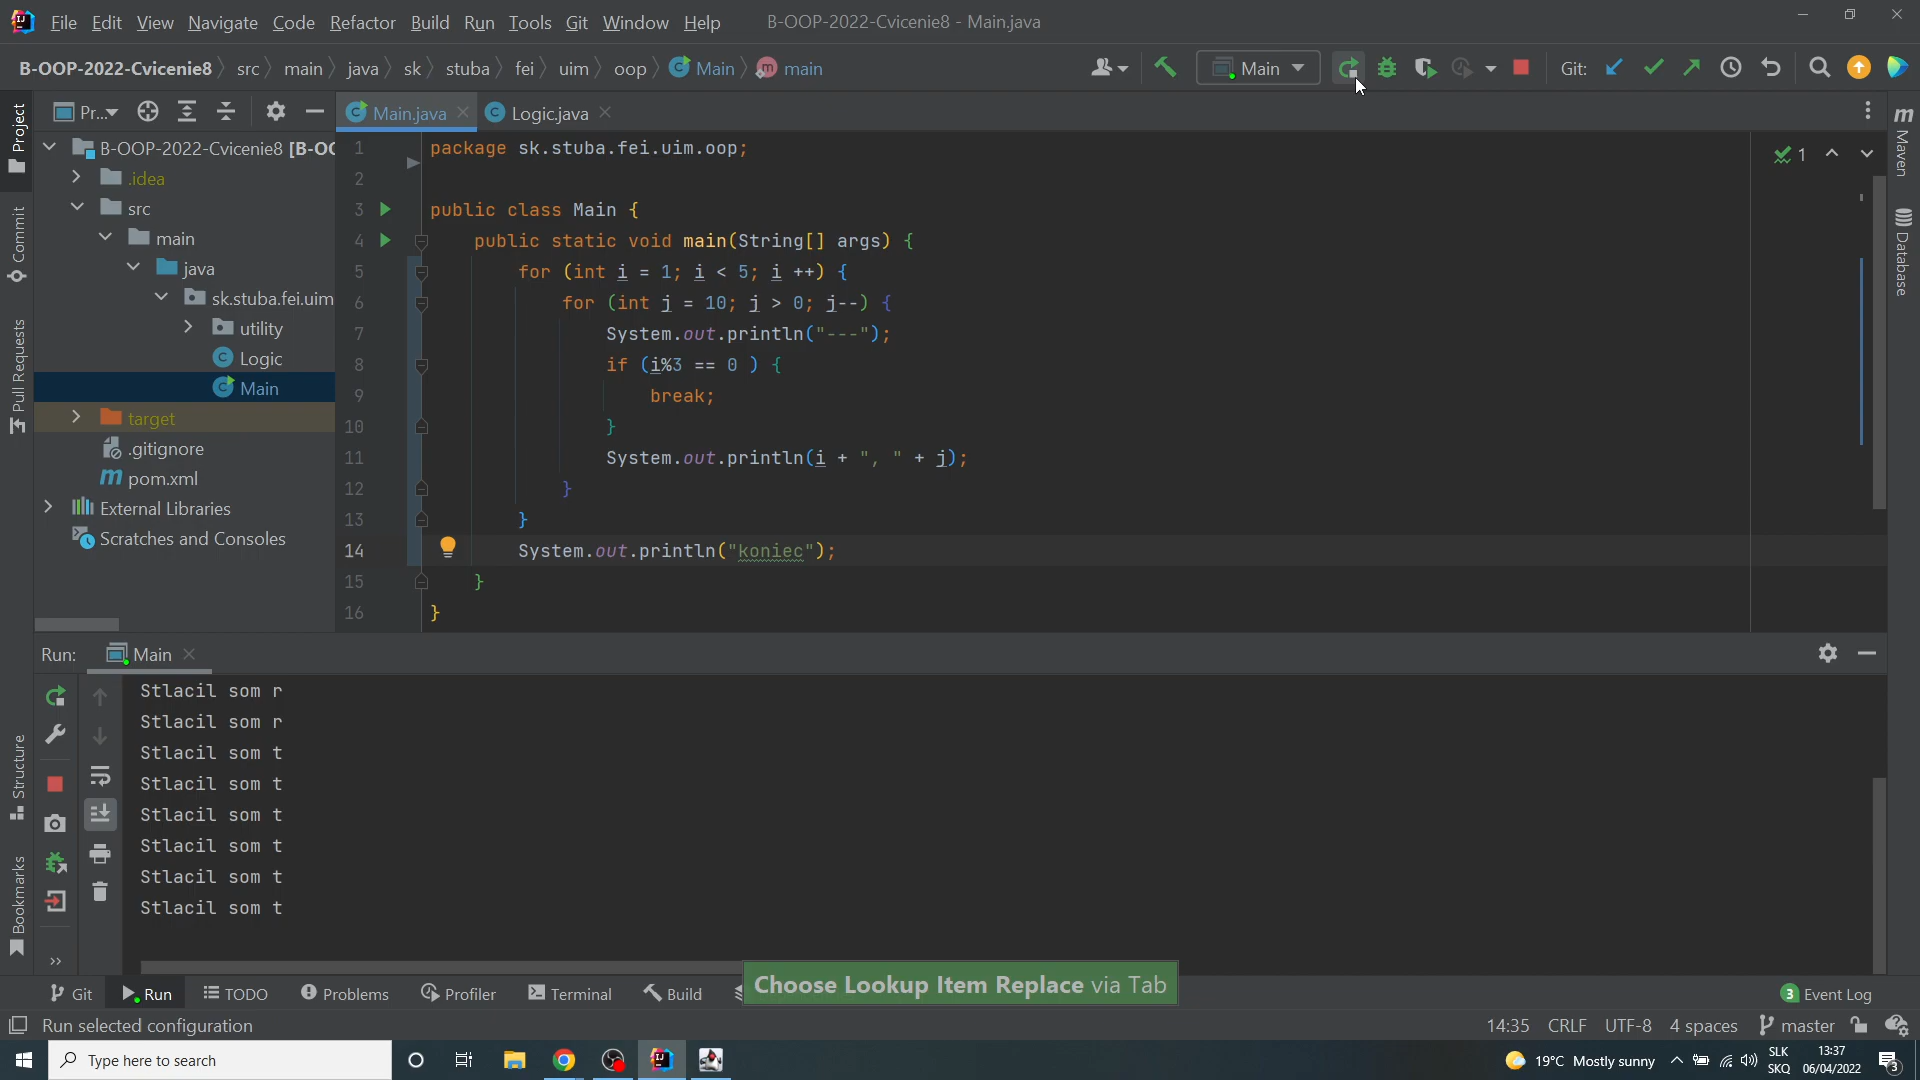 File Edit View Navigate Code Refactor Build Run Tools Git Window Help B-OOP-2022-Cvicenie8 - Main.java
B-OOP-2022-Cvicenie8 src main java sk stuba fei uim oop Main main Main Git:
Pr... Main.java Logic.java
Project
Commit
Pull Requests
Structure
Bookmarks
Maven
Database
B-OOP-2022-Cvicenie8 [B-OO
.idea
src
main
java
sk.stuba.fei.uim
utility
Logic
Main
target
.gitignore
pom.xml
External Libraries
Scratches and Consoles
1 package sk.stuba.fei.uim.oop;
2
3 public class Main {
4 public static void main(String[] args) {
5 for (int i = 1; i < 5; i ++) {
6 for (int j = 10; j > 0; j--) {
7 System.out.println("---");
8 if (i%3 == 0 ) {
9 break;
10 }
11 System.out.println(i + ", " + j);
12 }
13 }
14 System.out.println("koniec");
15 }
16 }
1
Run: Main
Stlacil som r
Stlacil som r
Stlacil som t
Stlacil som t
Stlacil som t
Stlacil som t
Stlacil som t
Stlacil som t
Choose Lookup Item Replace via Tab
Git Run TODO Problems Profiler Terminal Build 3 Event Log
Run selected configuration 14:35 CRLF UTF-8 4 spaces master
Type here to search 19°C Mostly sunny SLK SKQ 13:37 06/04/2022 3